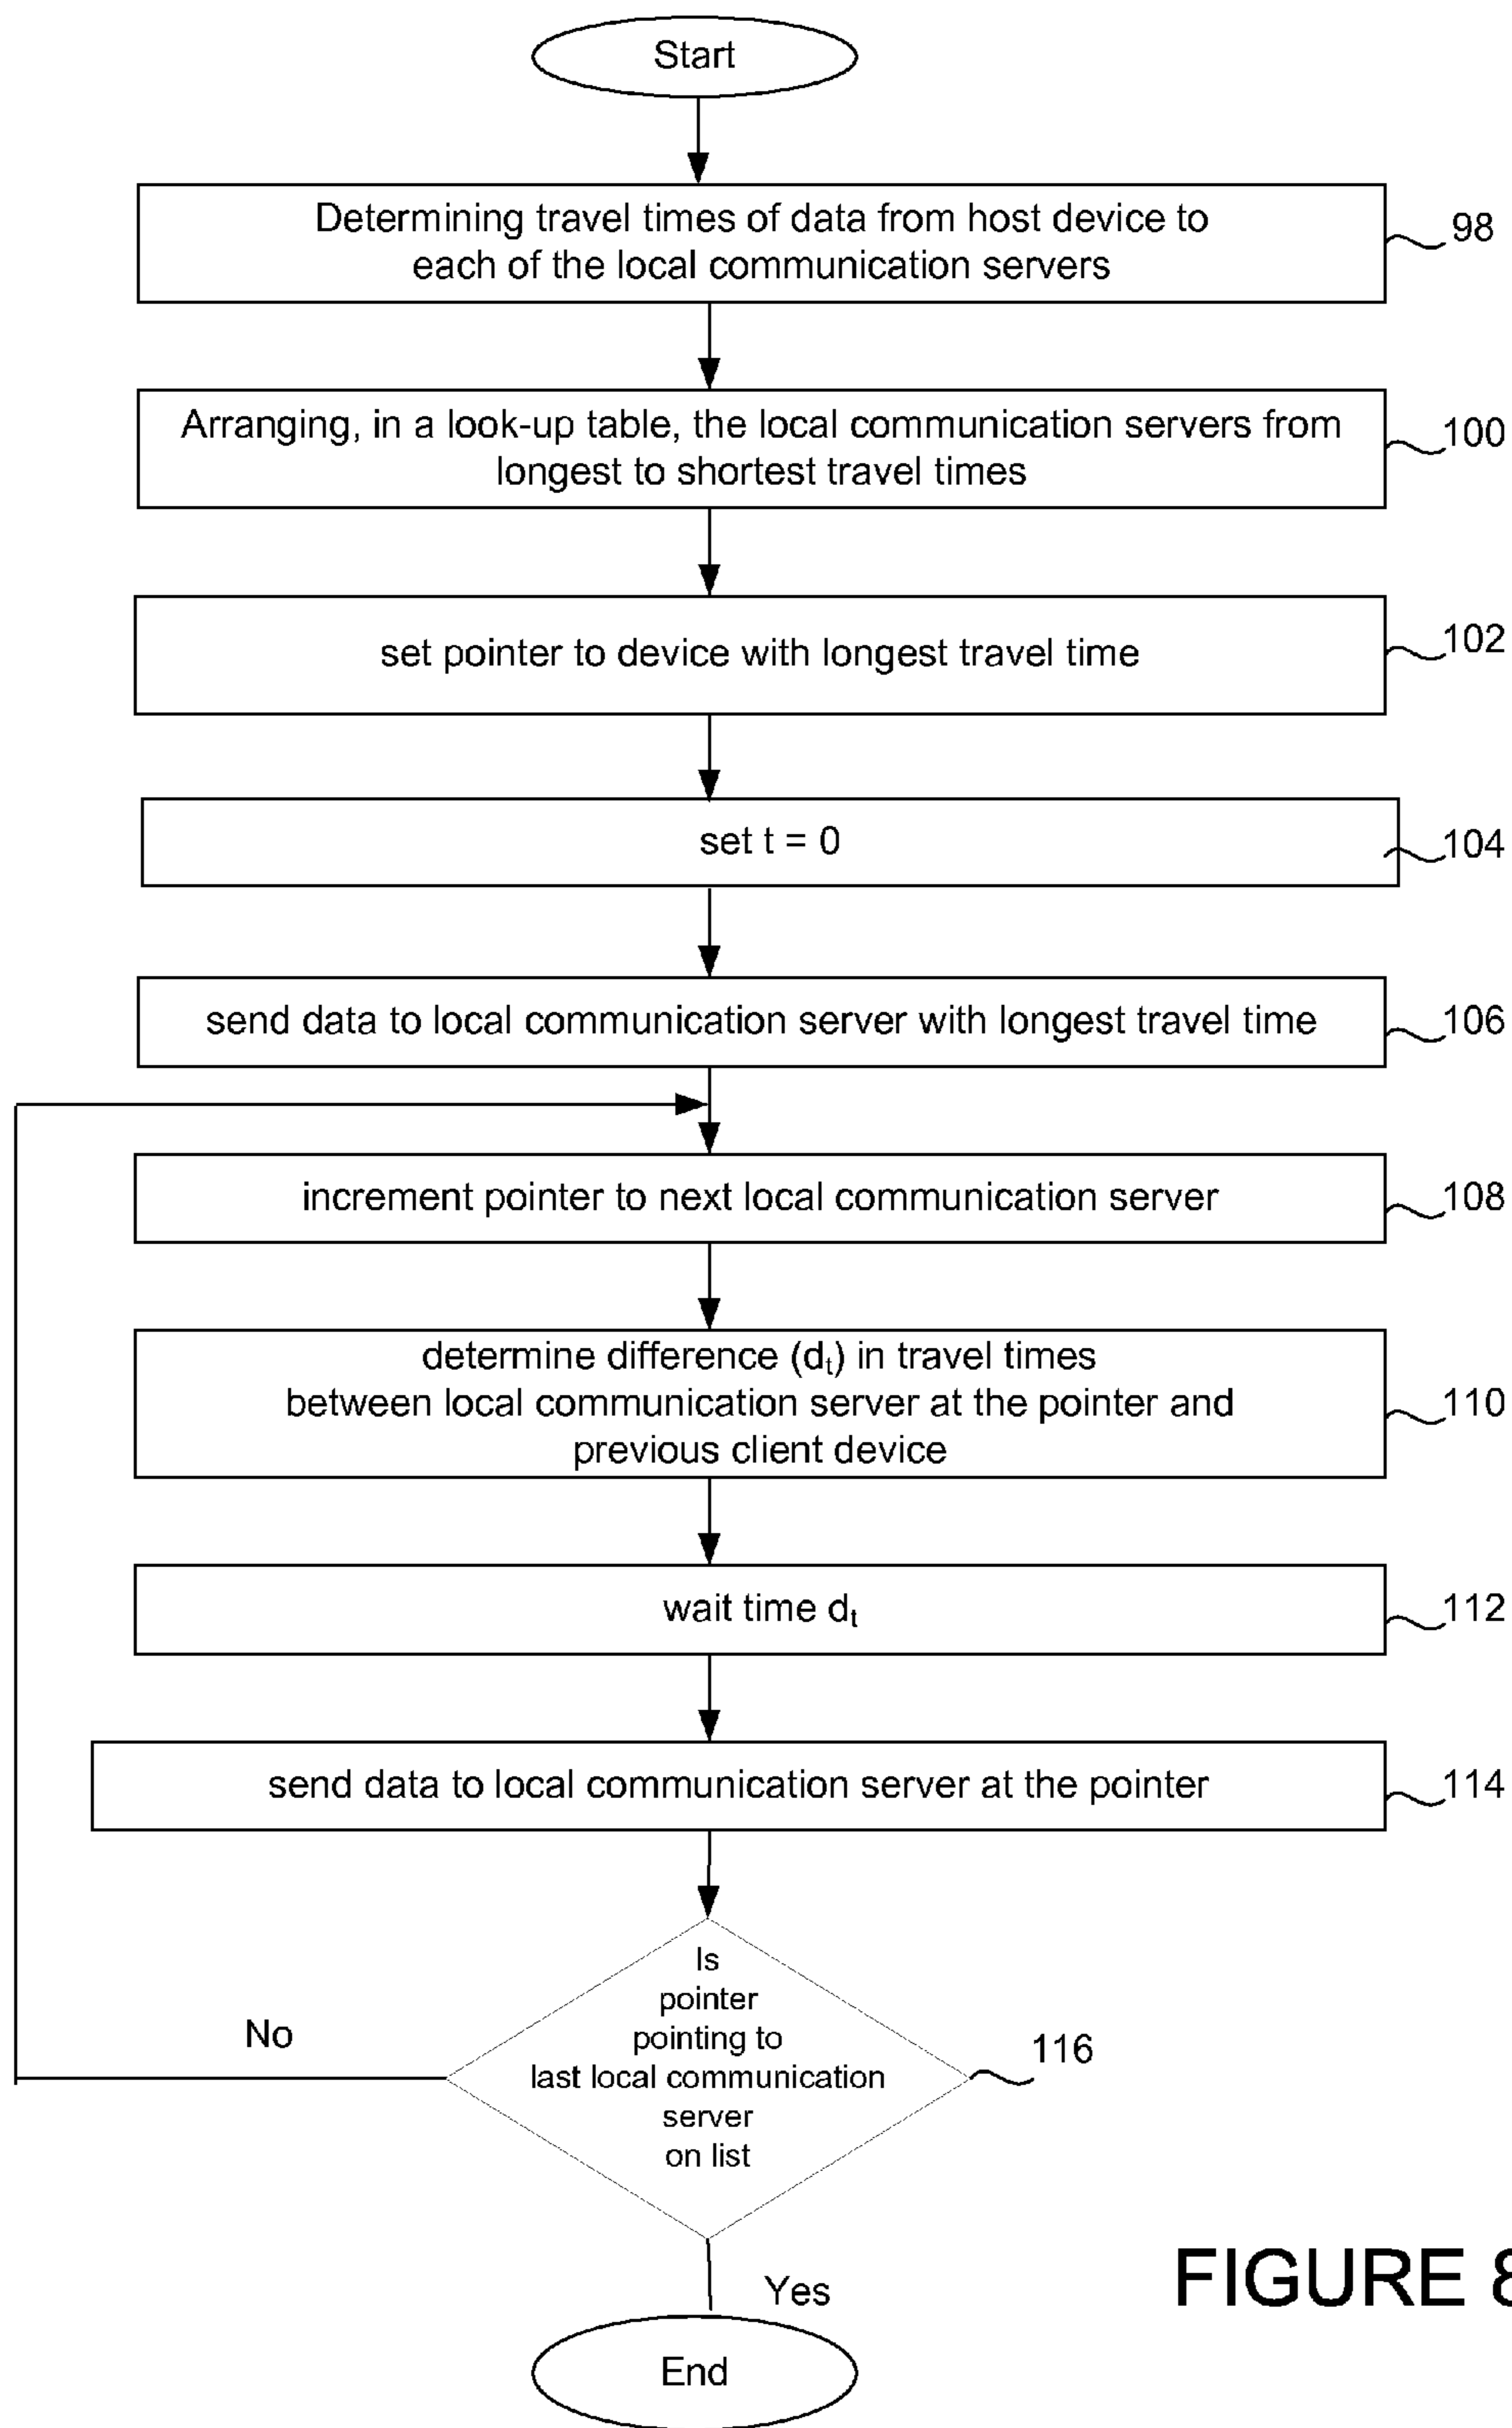 Start
Determining travel times of data from host device to
each of the local communication servers
98
Arranging, in a look-up table, the local communication servers from
longest to shortest travel times
100
set pointer to device with longest travel time
102
set t = 0
104
send data to local communication server with longest travel time
106
increment pointer to next local communication server
108
determine difference (dt) in travel times
between local communication server at the pointer and
previous client device
110
wait time dt
112
send data to local communication server at the pointer
114
Is
pointer
pointing to
last local communication
server
on list
No
116
Yes
FIGURE 8
End